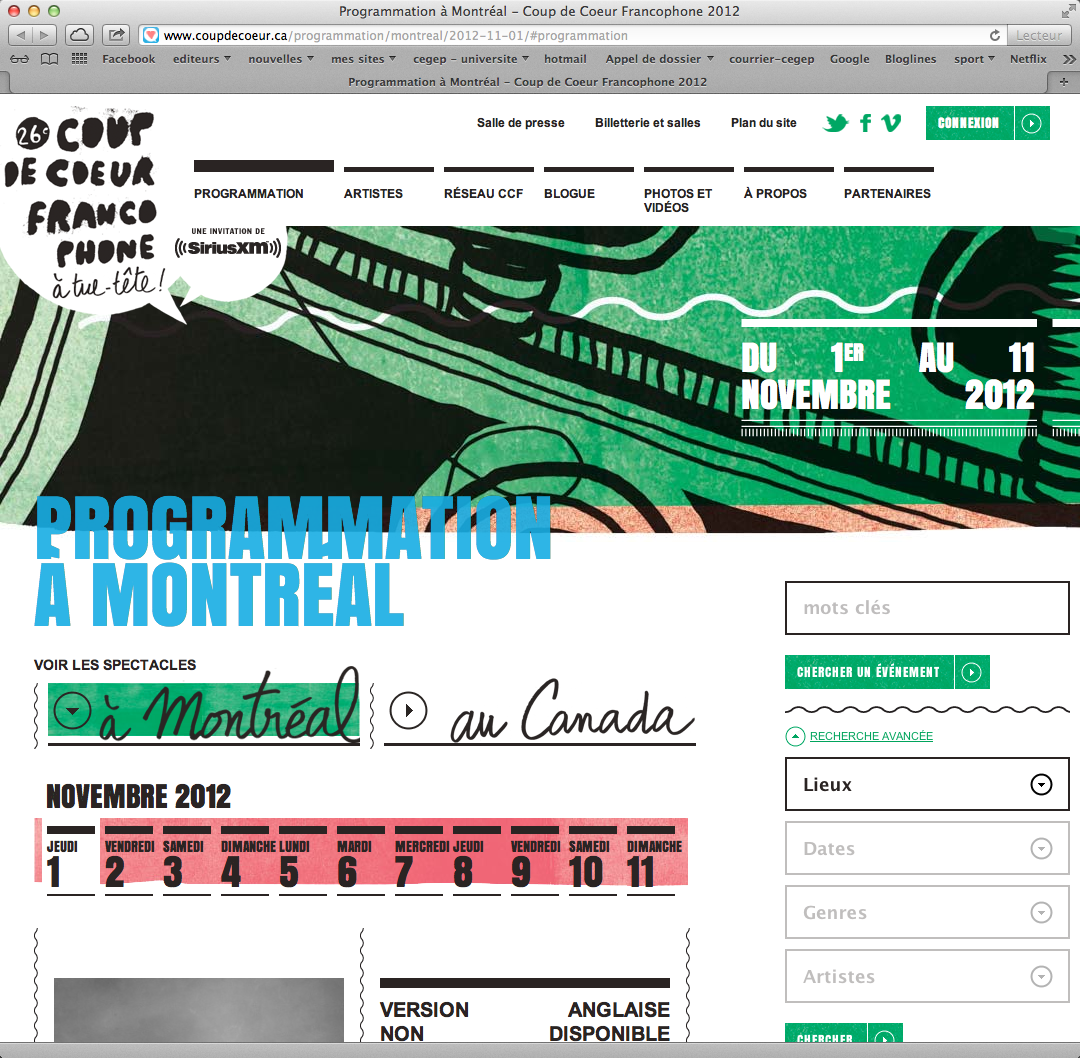 Programmation à Montréal – Coup de Coeur Francophone 2012
www.coupdecoeur.ca/programmation/montreal/2012-11-01/#programmation
Lecteur
Facebook editeurs nouvelles mes sites cegep - universite hotmail Appel de dossier courrier-cegep Google Bloglines sport Netflix
Programmation à Montréal – Coup de Coeur Francophone 2012
26e COUP
DE COEUR
FRANCO
PHONE
à tue-tête!
UNE INVITATION DE
SiriusXm
Salle de presse Billetterie et salles Plan du site
CONNEXION
PROGRAMMATION ARTISTES RÉSEAU CCF BLOGUE PHOTOS ET VIDÉOS À PROPOS PARTENAIRES
DU 1ER AU 11
NOVEMBRE 2012
PROGRAMMATION
À MONTREAL
VOIR LES SPECTACLES
à Montréal au Canada
NOVEMBRE 2012
JEUDI VENDREDI SAMEDI DIMANCHE LUNDI MARDI MERCREDI JEUDI VENDREDI SAMEDI DIMANCHE
1 2 3 4 5 6 7 8 9 10 11
VERSION ANGLAISE
NON DISPONIBLE
mots clés
CHERCHER UN ÉVÉNEMENT
RECHERCHE AVANCÉE
Lieux
Dates
Genres
Artistes
CHERCHER